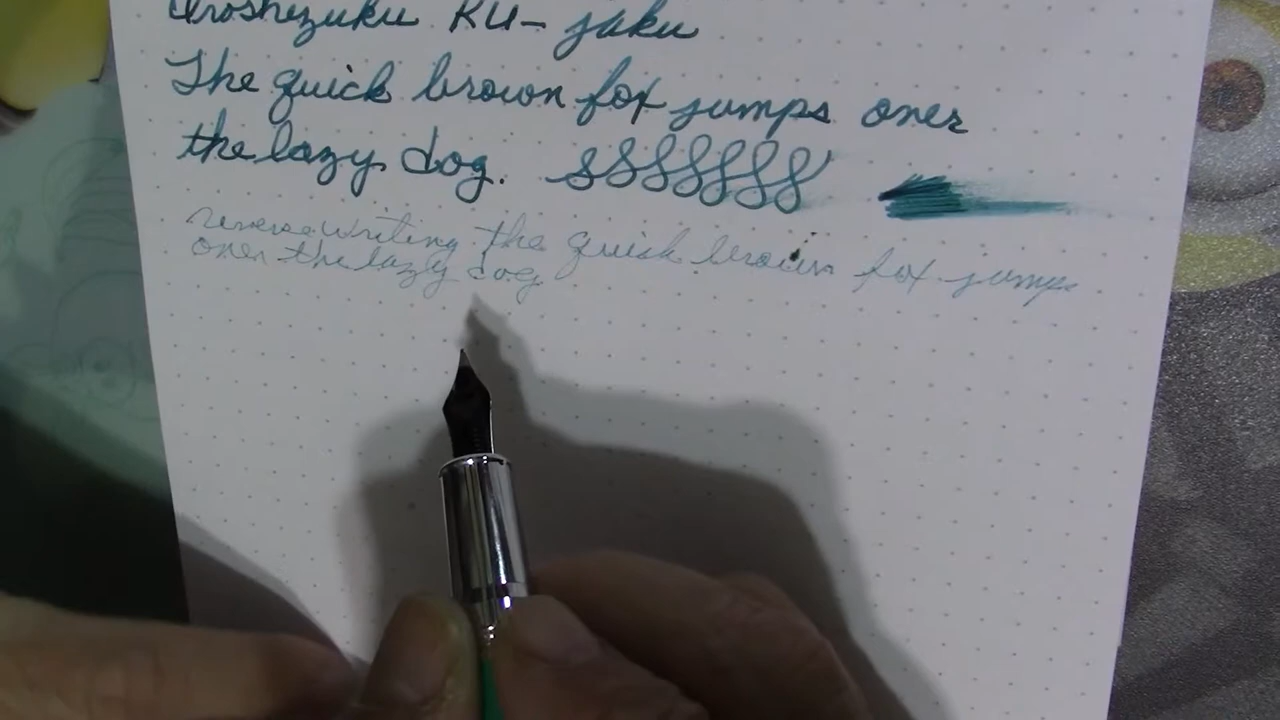 Iroshizuku Ku-jaku
The quick brown fox jumps over
the lazy dog. sssssss
reverse writing the quick brown fox jumps
over the lazy dog